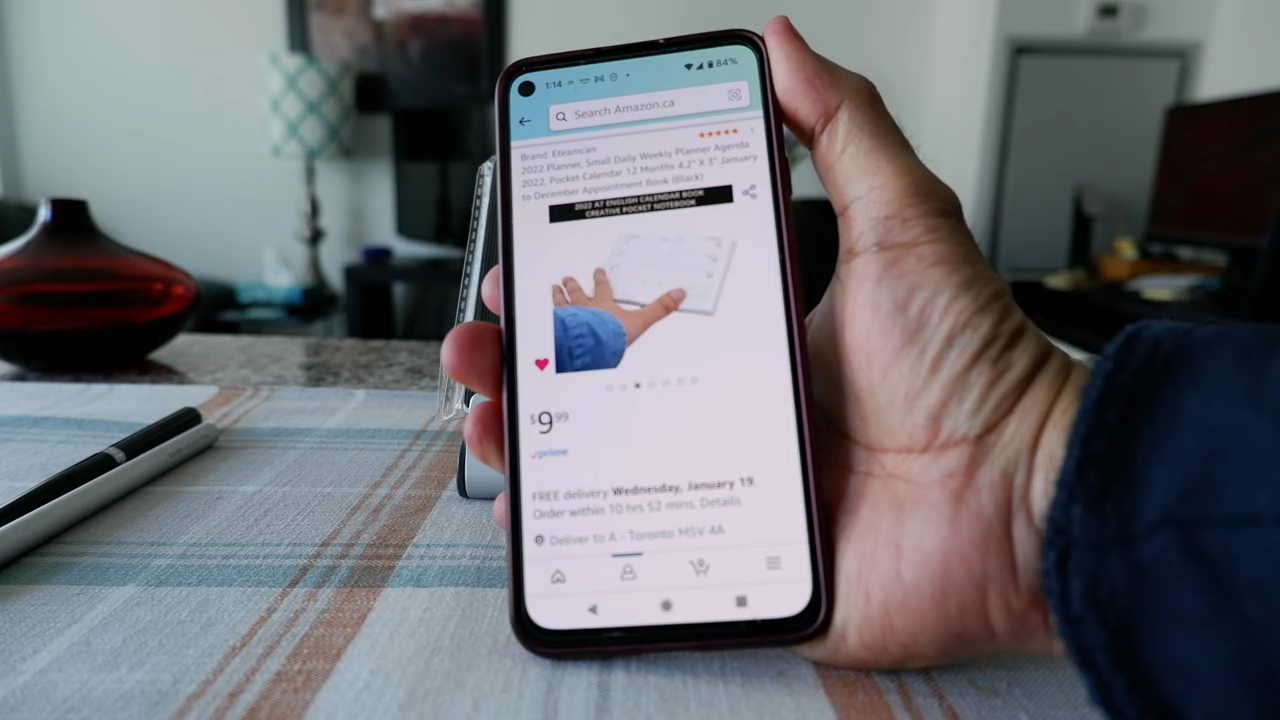 1:14
84%
Search Amazon.ca
Brand: Eteamcan
1
2022 Planner, Small Daily Weekly Planner Agenda
2022, Pocket Calendar 12 Months 4.2" X 3" January
to December Appointment Book (Black)
2022 A7 ENGLISH CALENDAR BOOK
CREATIVE POCKET NOTEBOOK
$9.99
prime
FREE delivery Wednesday, January 19.
Order within 10 hrs 52 mins. Details
Deliver to A - Toronto M5V 4A